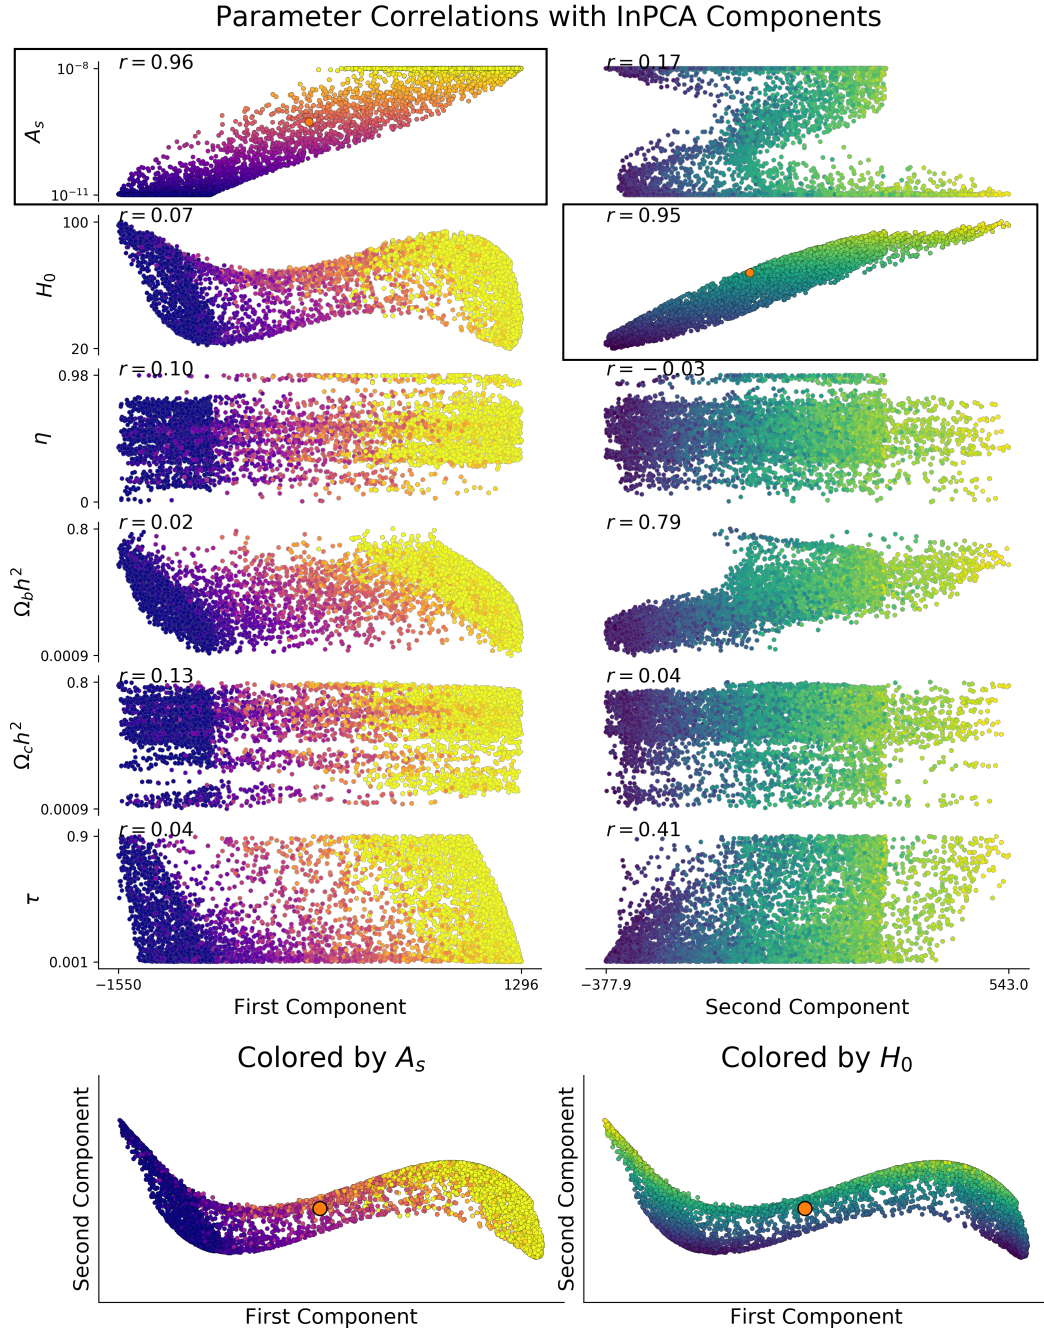 Parameter Correlations with InPCA Components
r = 0.96
r = 0.17
10⁻⁸
A_s
10⁻¹¹
r = 0.07
r = 0.95
100
H₀
20
r = 0.10
r = −0.03
0.98
η
0
r = 0.02
r = 0.79
0.8
Ω_b h²
0.0009
r = 0.13
r = 0.04
0.8
Ω_c h²
0.0009
r = 0.04
r = 0.41
0.9
τ
0.001
−1550
1296
−377.9
543.0
First Component
Second Component
Colored by A_s
Colored by H₀
Second Component
Second Component
First Component
First Component